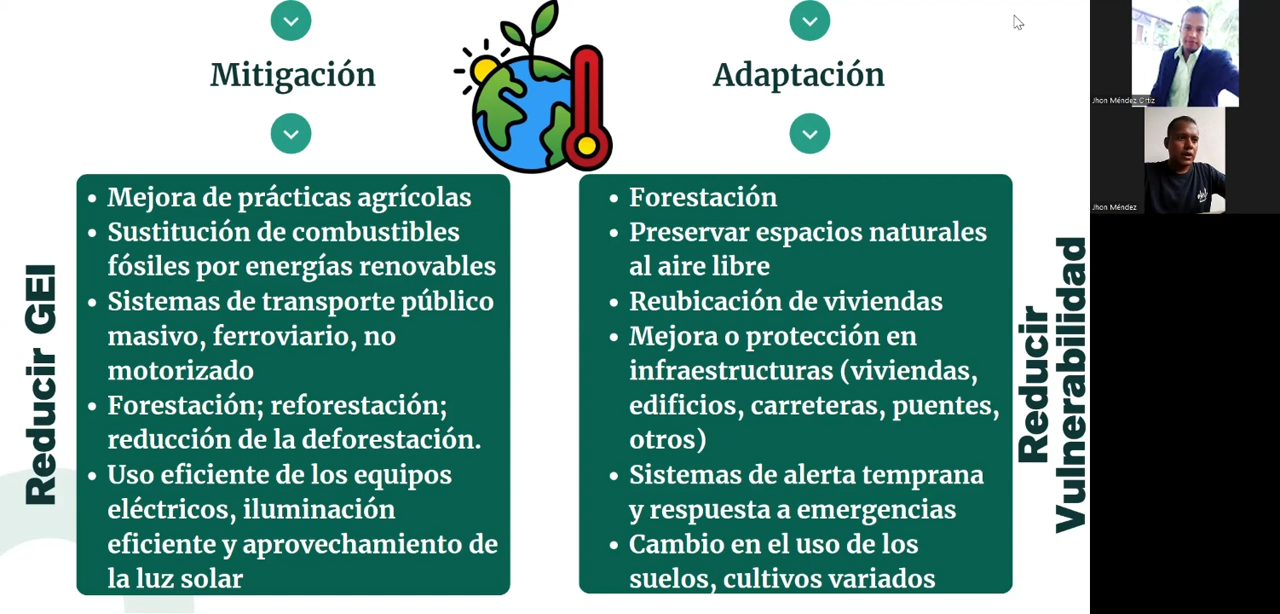 Mitigación
Adaptación
Reducir GEI
• Mejora de prácticas agrícolas
• Sustitución de combustibles
fósiles por energías renovables
• Sistemas de transporte público
masivo, ferroviario, no
motorizado
• Forestación; reforestación;
reducción de la deforestación.
• Uso eficiente de los equipos
eléctricos, iluminación
eficiente y aprovechamiento de
la luz solar
• Forestación
• Preservar espacios naturales
al aire libre
• Reubicación de viviendas
• Mejora o protección en
infraestructuras (viviendas,
edificios, carreteras, puentes,
otros)
• Sistemas de alerta temprana
y respuesta a emergencias
• Cambio en el uso de los
suelos, cultivos variados
Reducir
Vulnerabilidad
Jhon Méndez Ortiz
Jhon Méndez